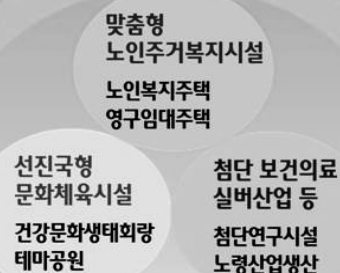 맞춤형
노인주거복지시설
노인복지주택
영구임대주택
선진국형
문화체육시설
건강문화생태회랑
테마공원
첨단 보건의료
실버산업 등
첨단연구시설
노령산업생산